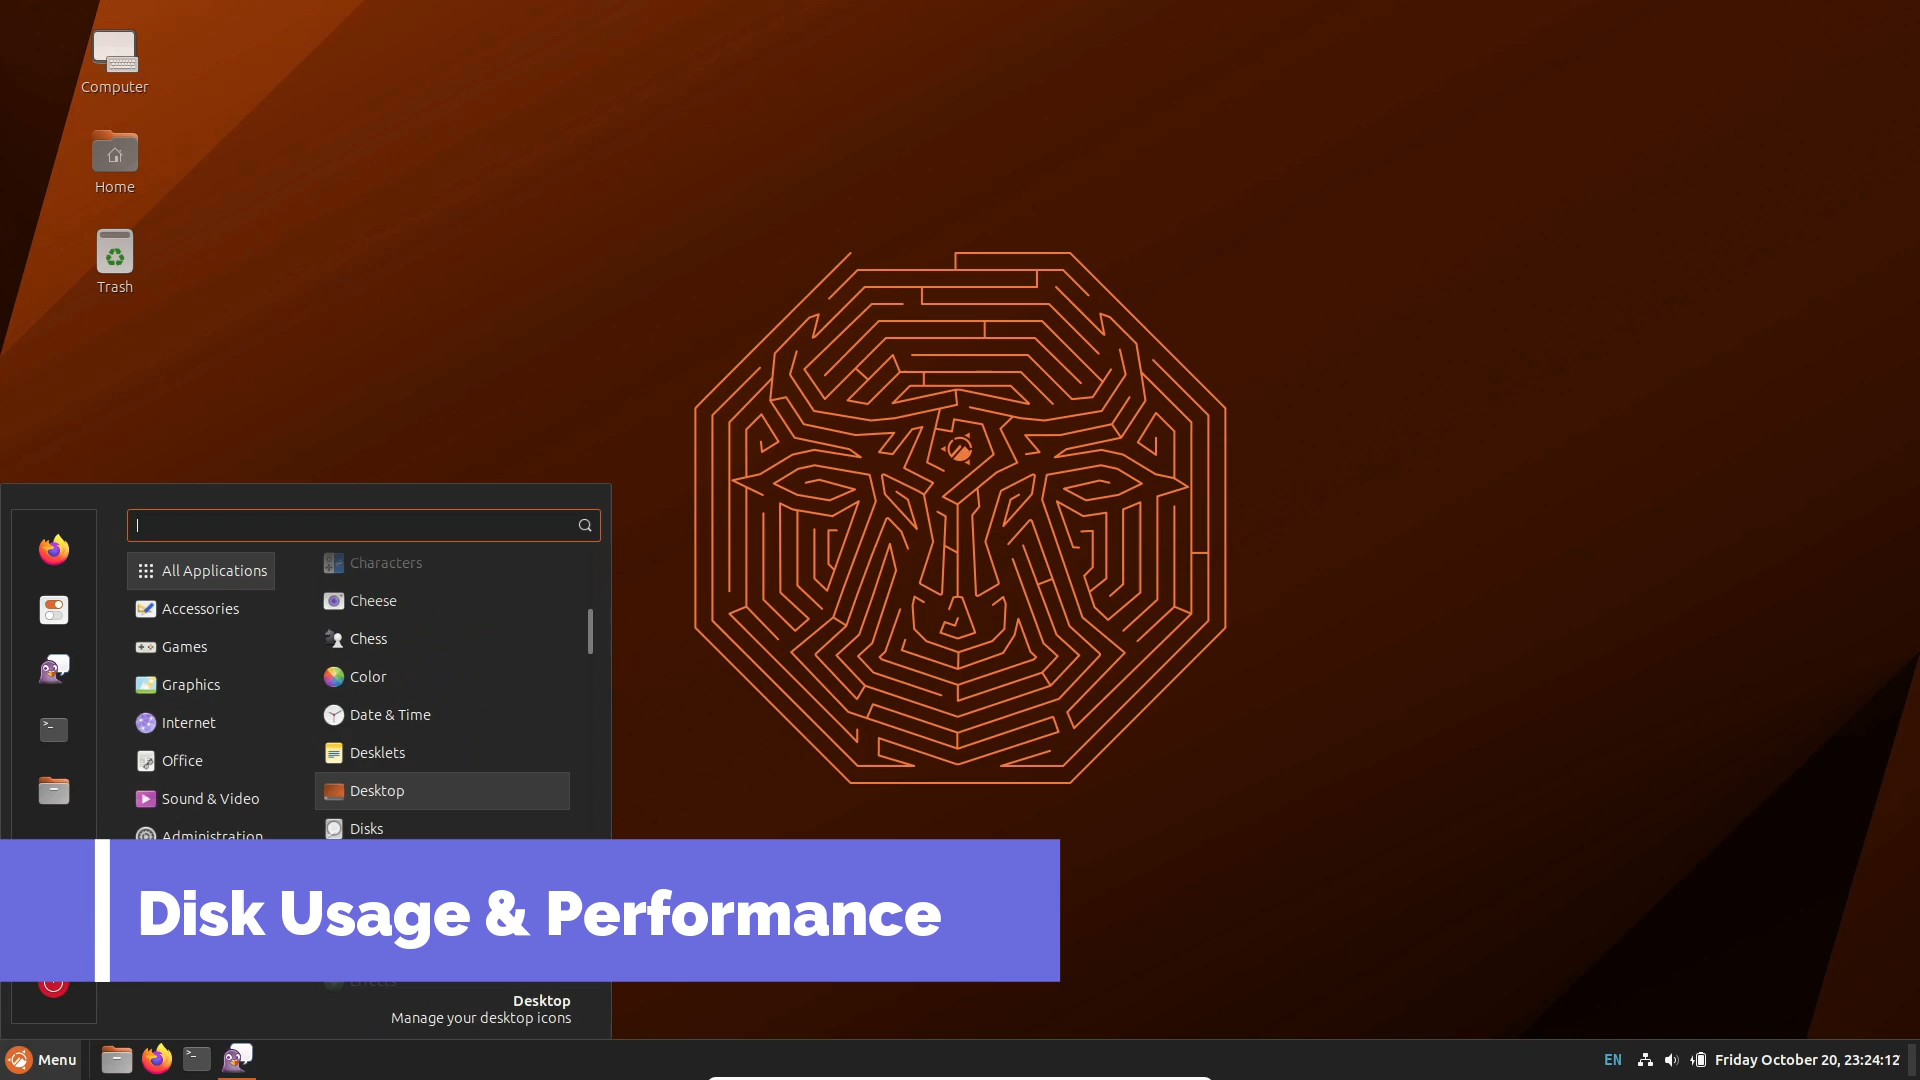 Computer
Home
Trash
All Applications
Accessories
Games
Graphics
Internet
Office
Sound & Video
Administration
Characters
Cheese
Chess
Color
Date & Time
Desklets
Desktop
Disks
Disk Usage & Performance
Effects
Desktop
Manage your desktop icons
Menu
EN
Friday October 20, 23:24:12